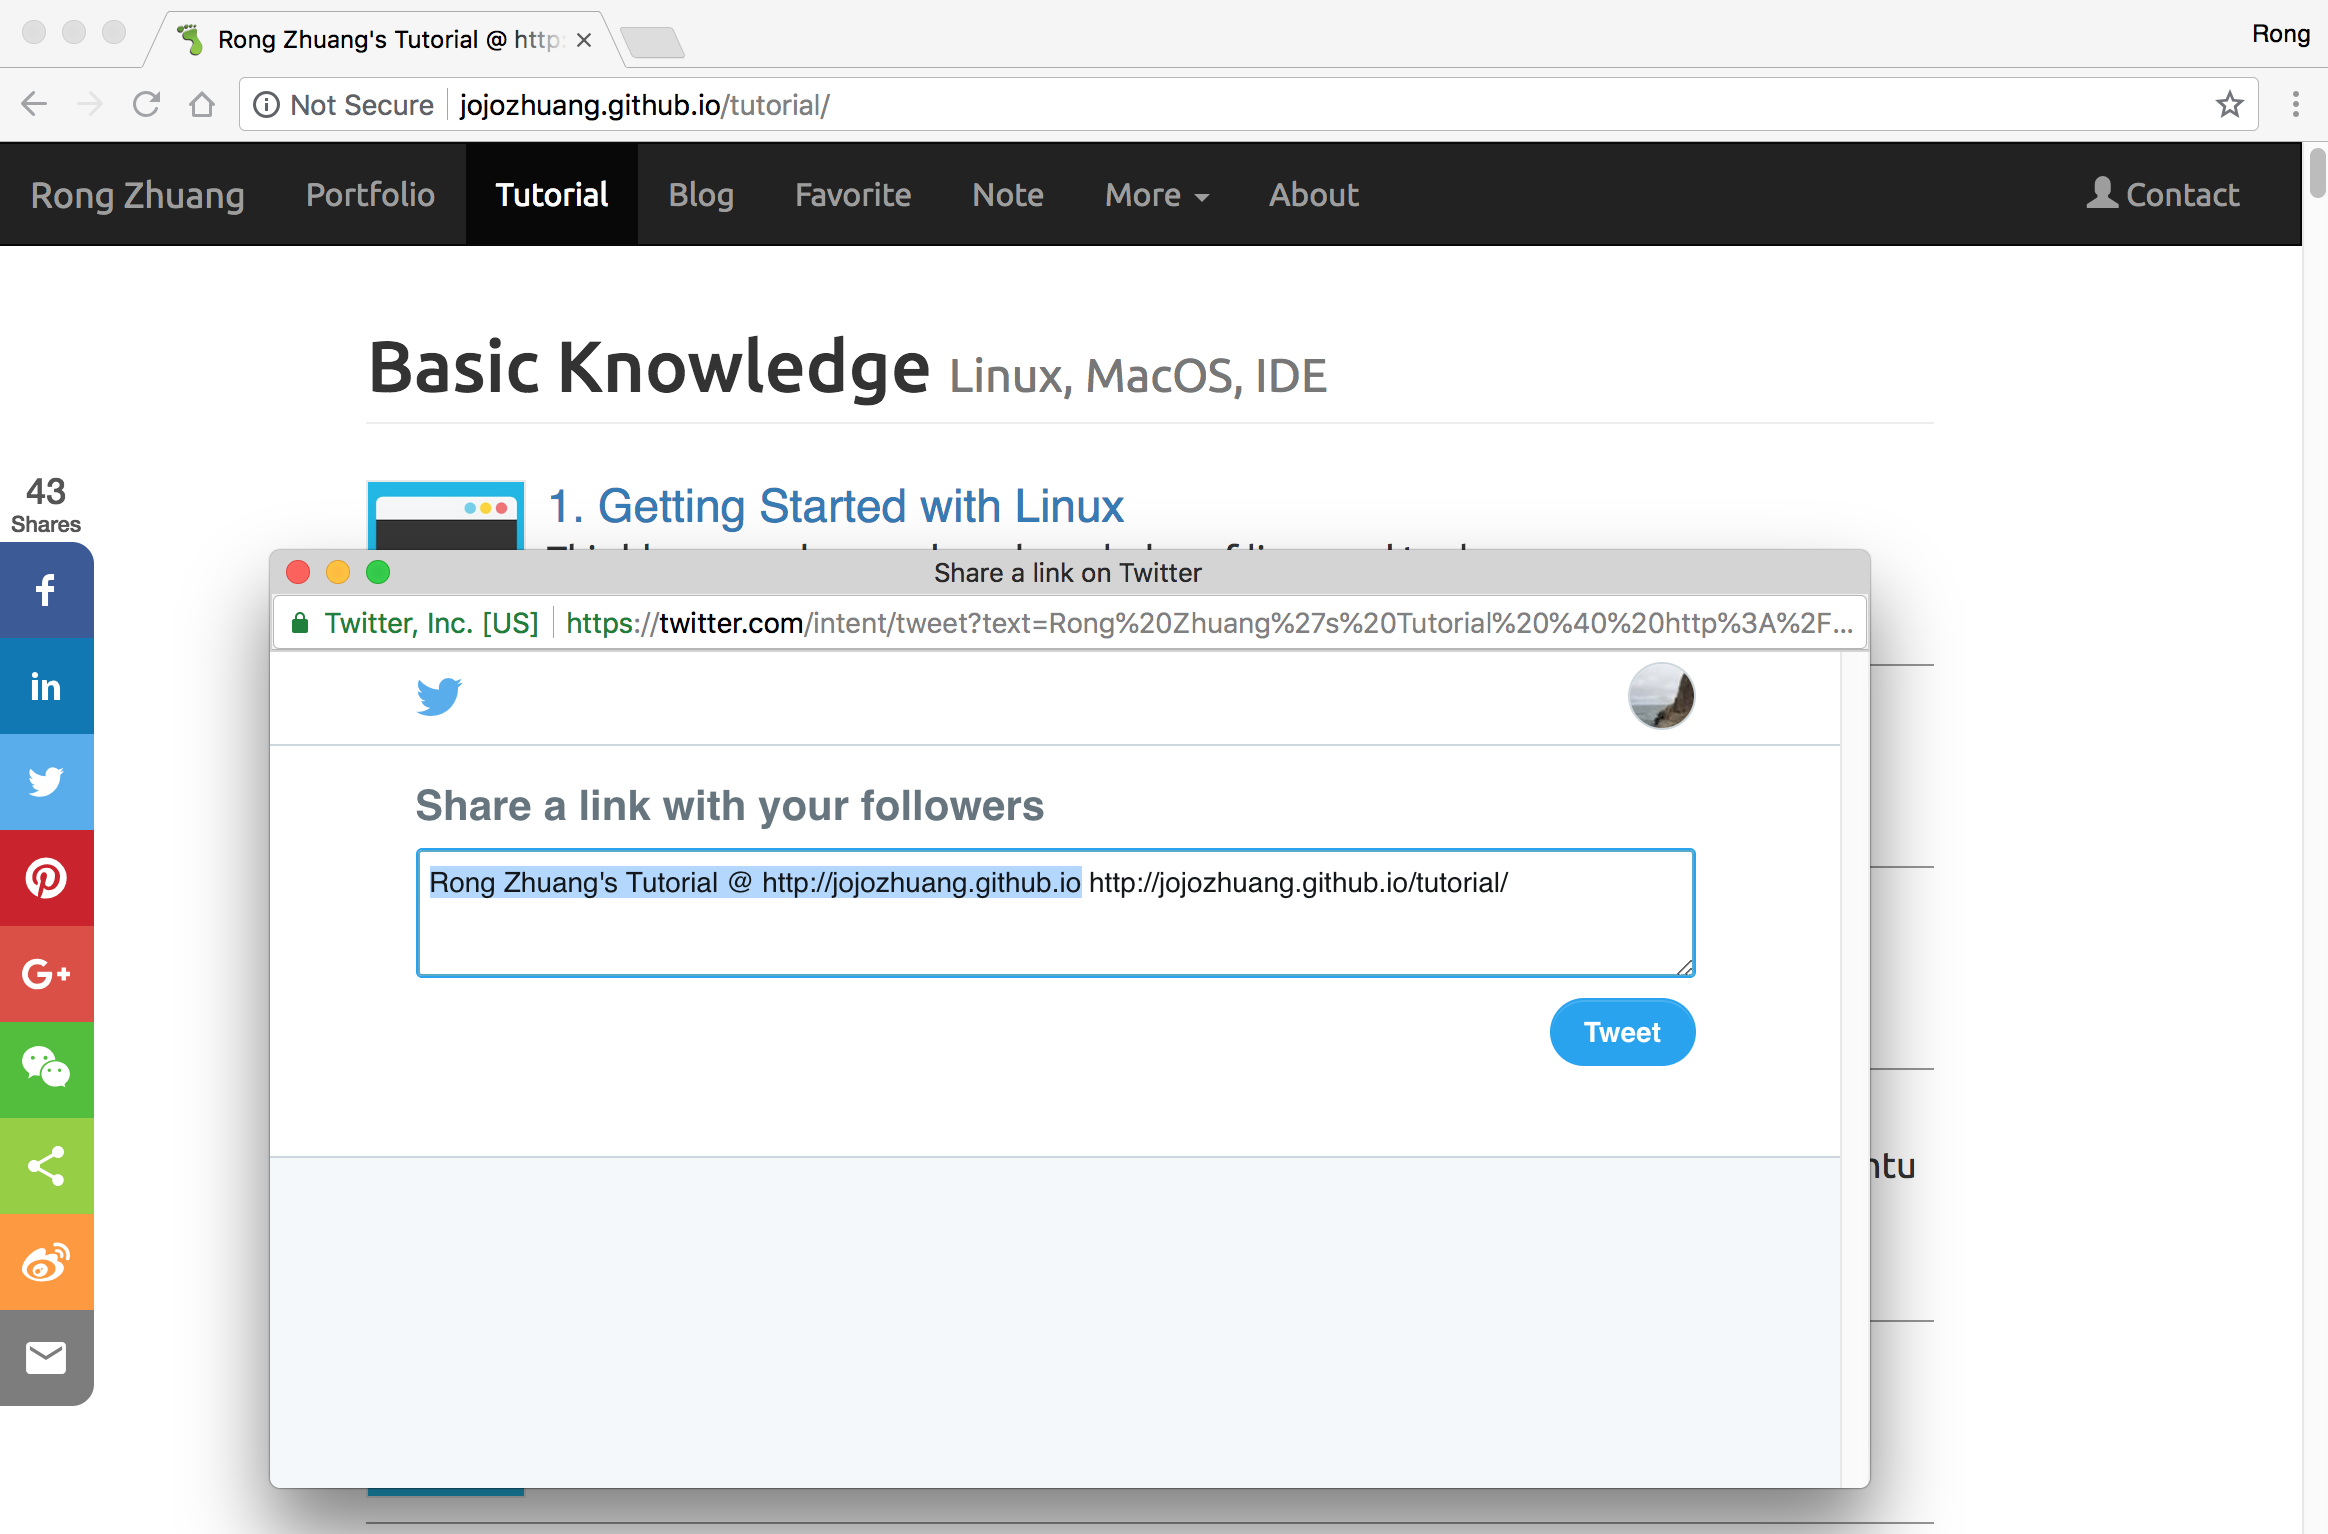 Rong Zhuang's Tutorial @ http:
Rong
Not Secure jojozhuang.github.io/tutorial/
Rong Zhuang Portfolio Tutorial Blog Favorite Note More About Contact
Basic Knowledge Linux, MacOS, IDE
43
Shares
1. Getting Started with Linux
Share a link on Twitter
Twitter, Inc. [US] https://twitter.com/intent/tweet?text=Rong%20Zhuang%27s%20Tutorial%20%40%20http%3A%2F...
Share a link with your followers
Rong Zhuang's Tutorial @ http://jojozhuang.github.io http://jojozhuang.github.io/tutorial/
Tweet
ntu